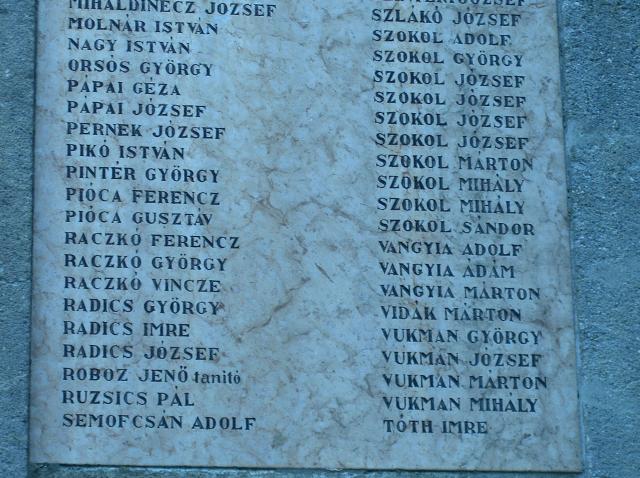 MIHALDINECZ JÓZSEF
MOLNÁR ISTVÁN
NAGY ISTVÁN
ORSÓS GYÖRGY
PÁPAI GÉZA
PÁPAI JÓZSEF
PERNEK JÓZSEF
PIKÓ ISTVÁN
PINTÉR GYÖRGY
PIÓCA FERENCZ
PIÓCA GUSZTÁV
RACZKÓ FERENCZ
RACZKÓ GYÖRGY
RACZKÓ VINCZE
RADICS GYÖRGY
RADICS IMRE
RADICS JÓZSEF
ROBOZ JENŐ tanító
RUZSICS PÁL
SEMOFCSÁN ADOLF
JÓZSEF
SZLÁKÓ JÓZSEF
SZOKOL ADOLF
SZOKOL GYÖRGY
SZOKOL JÓZSEF
SZOKOL JÓZSEF
SZOKOL JÓZSEF
SZOKOL JÓZSEF
SZOKOL MÁRTON
SZOKOL MIHÁLY
SZOKOL MIHÁLY
SZOKOL SÁNDOR
VANGYIA ADOLF
VANGYIA ÁDÁM
VANGYIA MÁRTON
VIDÁK MÁRTON
VUKMAN GYÖRGY
VUKMAN JÓZSEF
VUKMAN MÁRTON
VUKMAN MIHÁLY
TÓTH IMRE